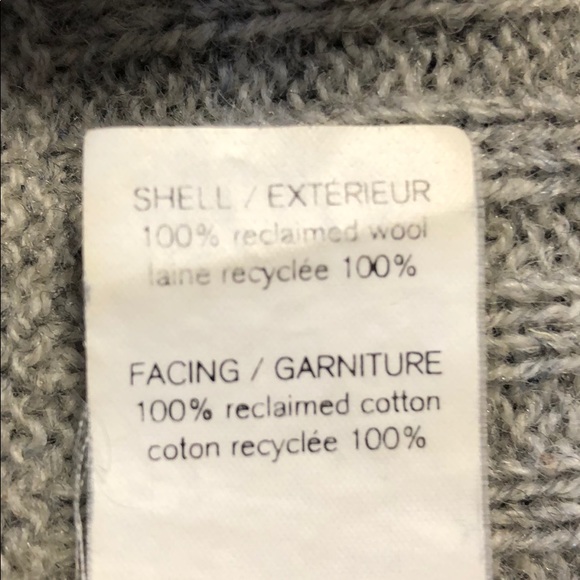 SHELL / EXTÉRIEUR
100% reclaimed wool
laine recyclée 100%
FACING / GARNITURE
100% reclaimed cotton
coton recyclée 100%